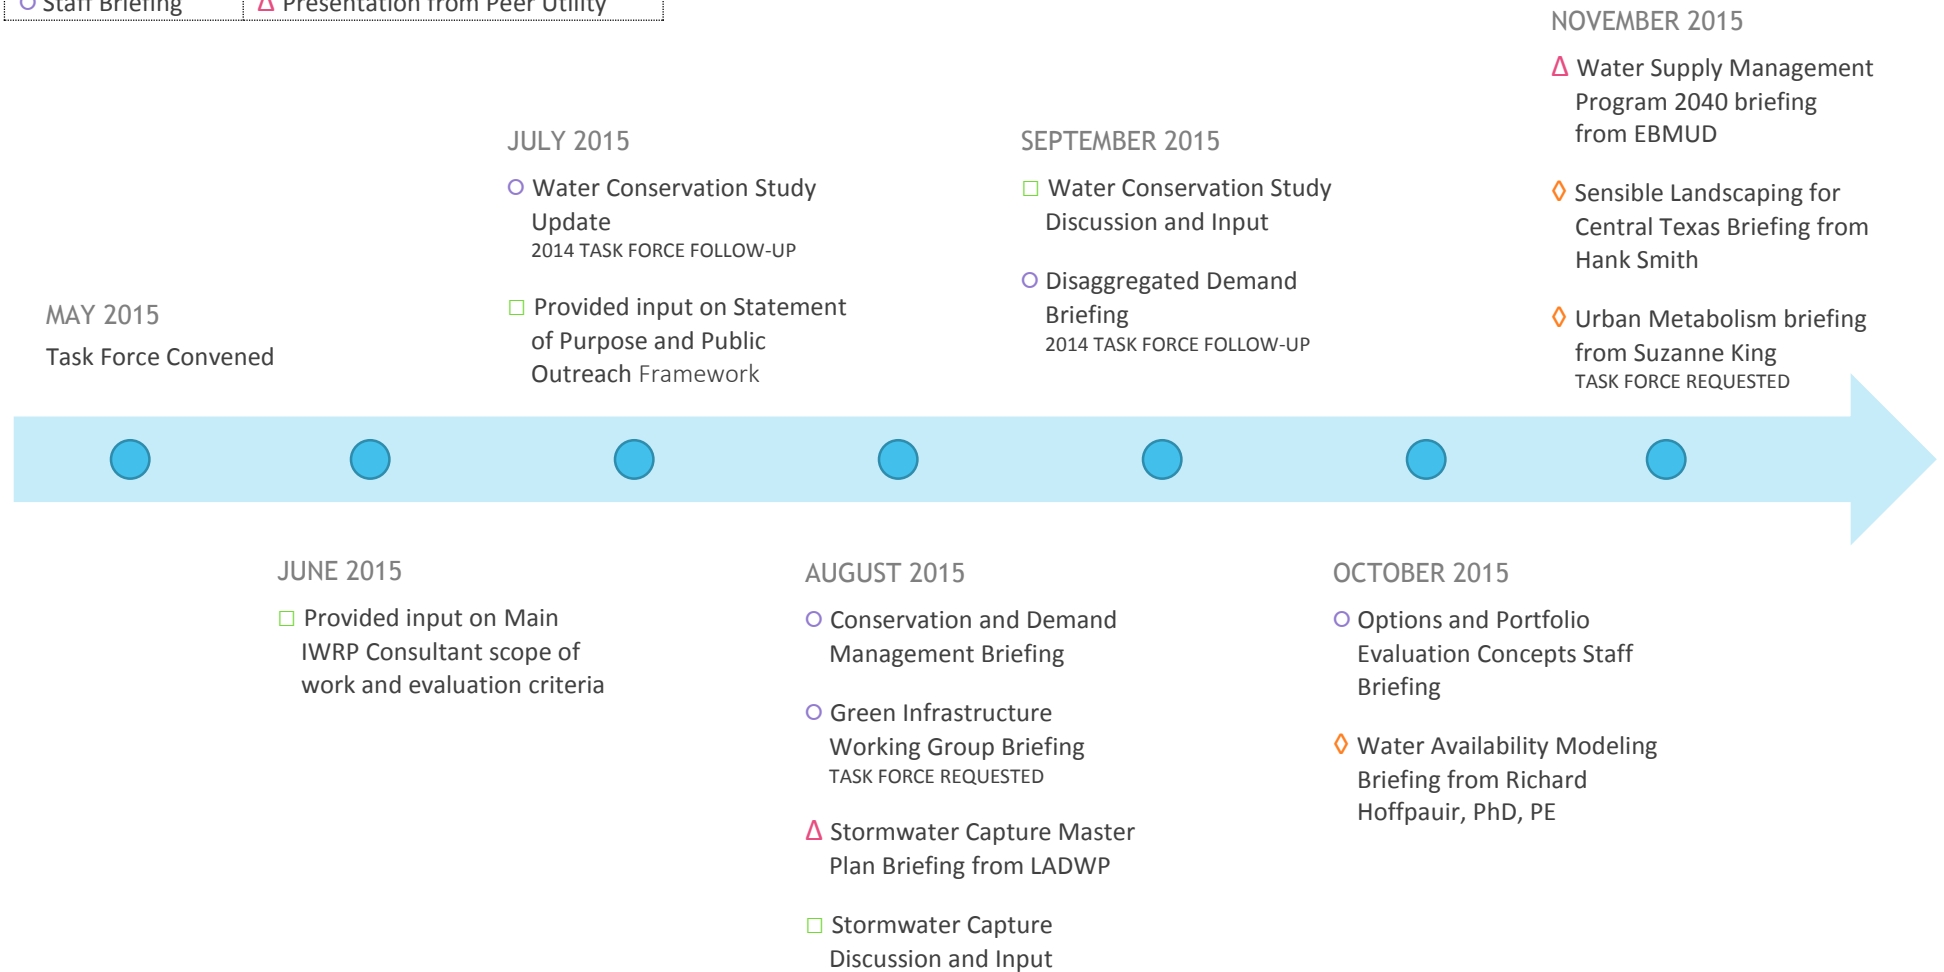 ○ Staff Briefing
Δ Presentation from Peer Utility
MAY 2015
Task Force Convened
JUNE 2015
□ Provided input on Main
IWRP Consultant scope of
work and evaluation criteria
JULY 2015
○ Water Conservation Study
Update
2014 TASK FORCE FOLLOW-UP
□ Provided input on Statement
of Purpose and Public
Outreach Framework
AUGUST 2015
○ Conservation and Demand
Management Briefing
○ Green Infrastructure
Working Group Briefing
TASK FORCE REQUESTED
Δ Stormwater Capture Master
Plan Briefing from LADWP
□ Stormwater Capture
Discussion and Input
SEPTEMBER 2015
□ Water Conservation Study
Discussion and Input
○ Disaggregated Demand
Briefing
2014 TASK FORCE FOLLOW-UP
OCTOBER 2015
○ Options and Portfolio
Evaluation Concepts Staff
Briefing
◊ Water Availability Modeling
Briefing from Richard
Hoffpauir, PhD, PE
NOVEMBER 2015
Δ Water Supply Management
Program 2040 briefing
from EBMUD
◊ Sensible Landscaping for
Central Texas Briefing from
Hank Smith
◊ Urban Metabolism briefing
from Suzanne King
TASK FORCE REQUESTED